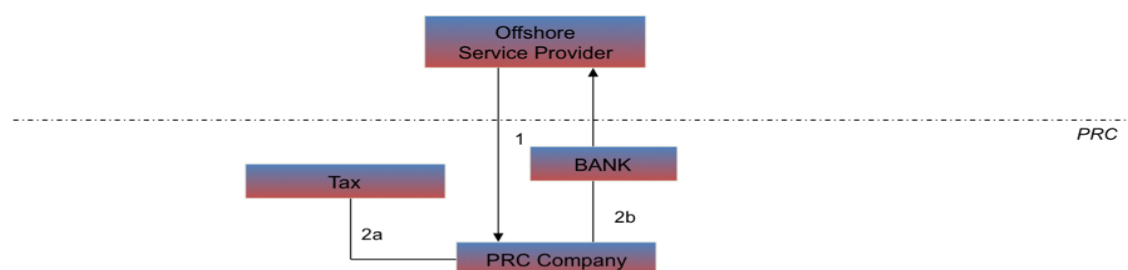 Offshore
Service Provider
PRC
1
BANK
Tax
2b
2a
PRC Company